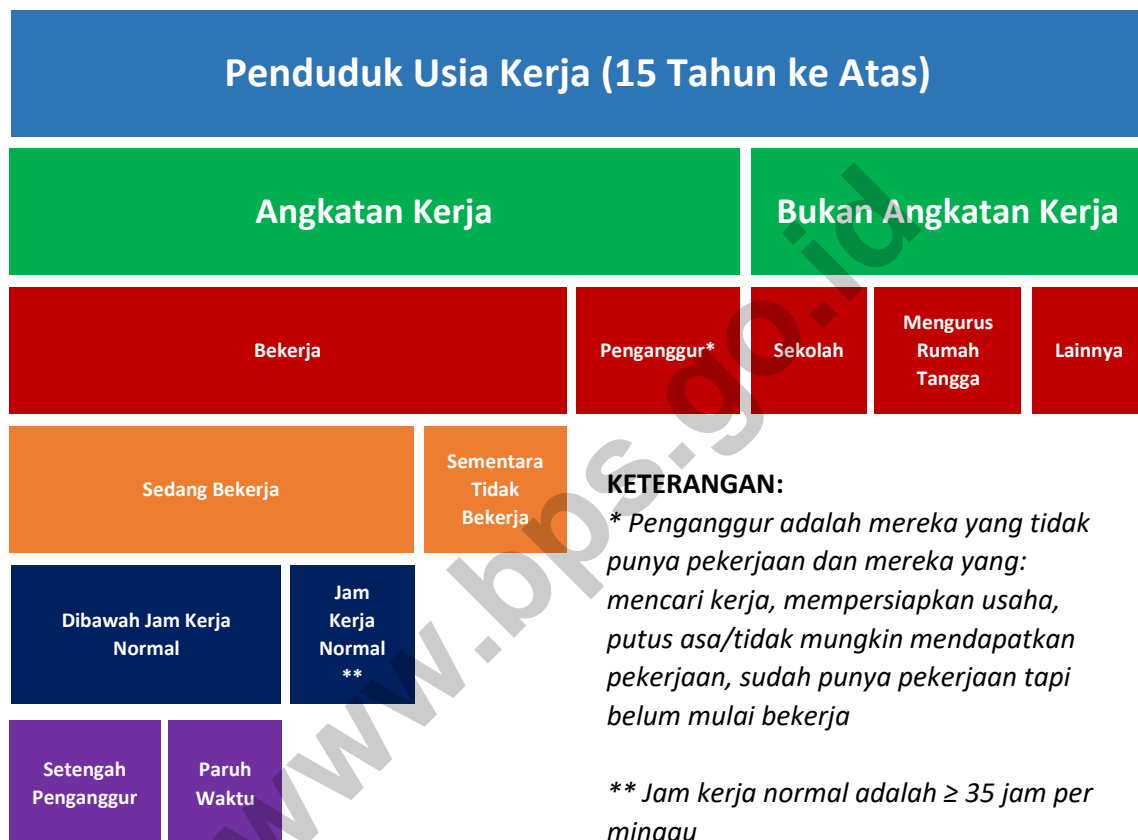 Penduduk Usia Kerja (15 Tahun ke Atas)
Angkatan Kerja
Bukan Angkatan Kerja
Bekerja
Penganggur*
Sekolah
Mengurus
Rumah
Tangga
Lainnya
Sedang Bekerja
Sementara
Tidak
Bekerja
Dibawah Jam Kerja
Normal
Jam
Kerja
Normal
**
Setengah
Penganggur
Paruh
Waktu
KETERANGAN:
* Penganggur adalah mereka yang tidak
punya pekerjaan dan mereka yang:
mencari kerja, mempersiapkan usaha,
putus asa/tidak mungkin mendapatkan
pekerjaan, sudah punya pekerjaan tapi
belum mulai bekerja
** Jam kerja normal adalah ≥ 35 jam per
minggu
www.bps.go.id